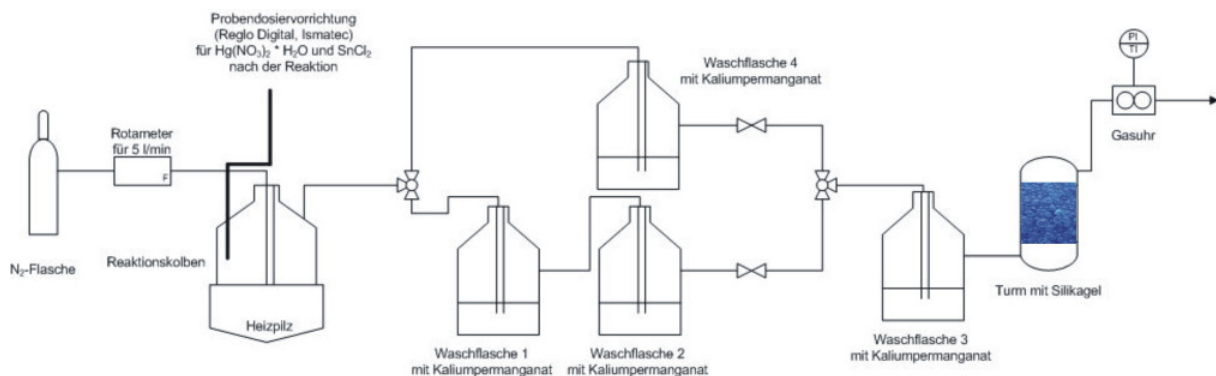 Probendosiervorrichtung
(Reglo Digital, Ismatec)
für Hg(NO₃)₂ * H₂O und SnCl₂
nach der Reaktion
Rotameter
für 5 l/min
F
N₂-Flasche
Reaktionskolben
Heizpilz
Waschflasche 4
mit Kaliumpermanganat
Waschflasche 1
mit Kaliumpermanganat
Waschflasche 2
mit Kaliumpermanganat
Waschflasche 3
mit Kaliumpermanganat
Turm mit Silikagel
PI
TI
Gasuhr